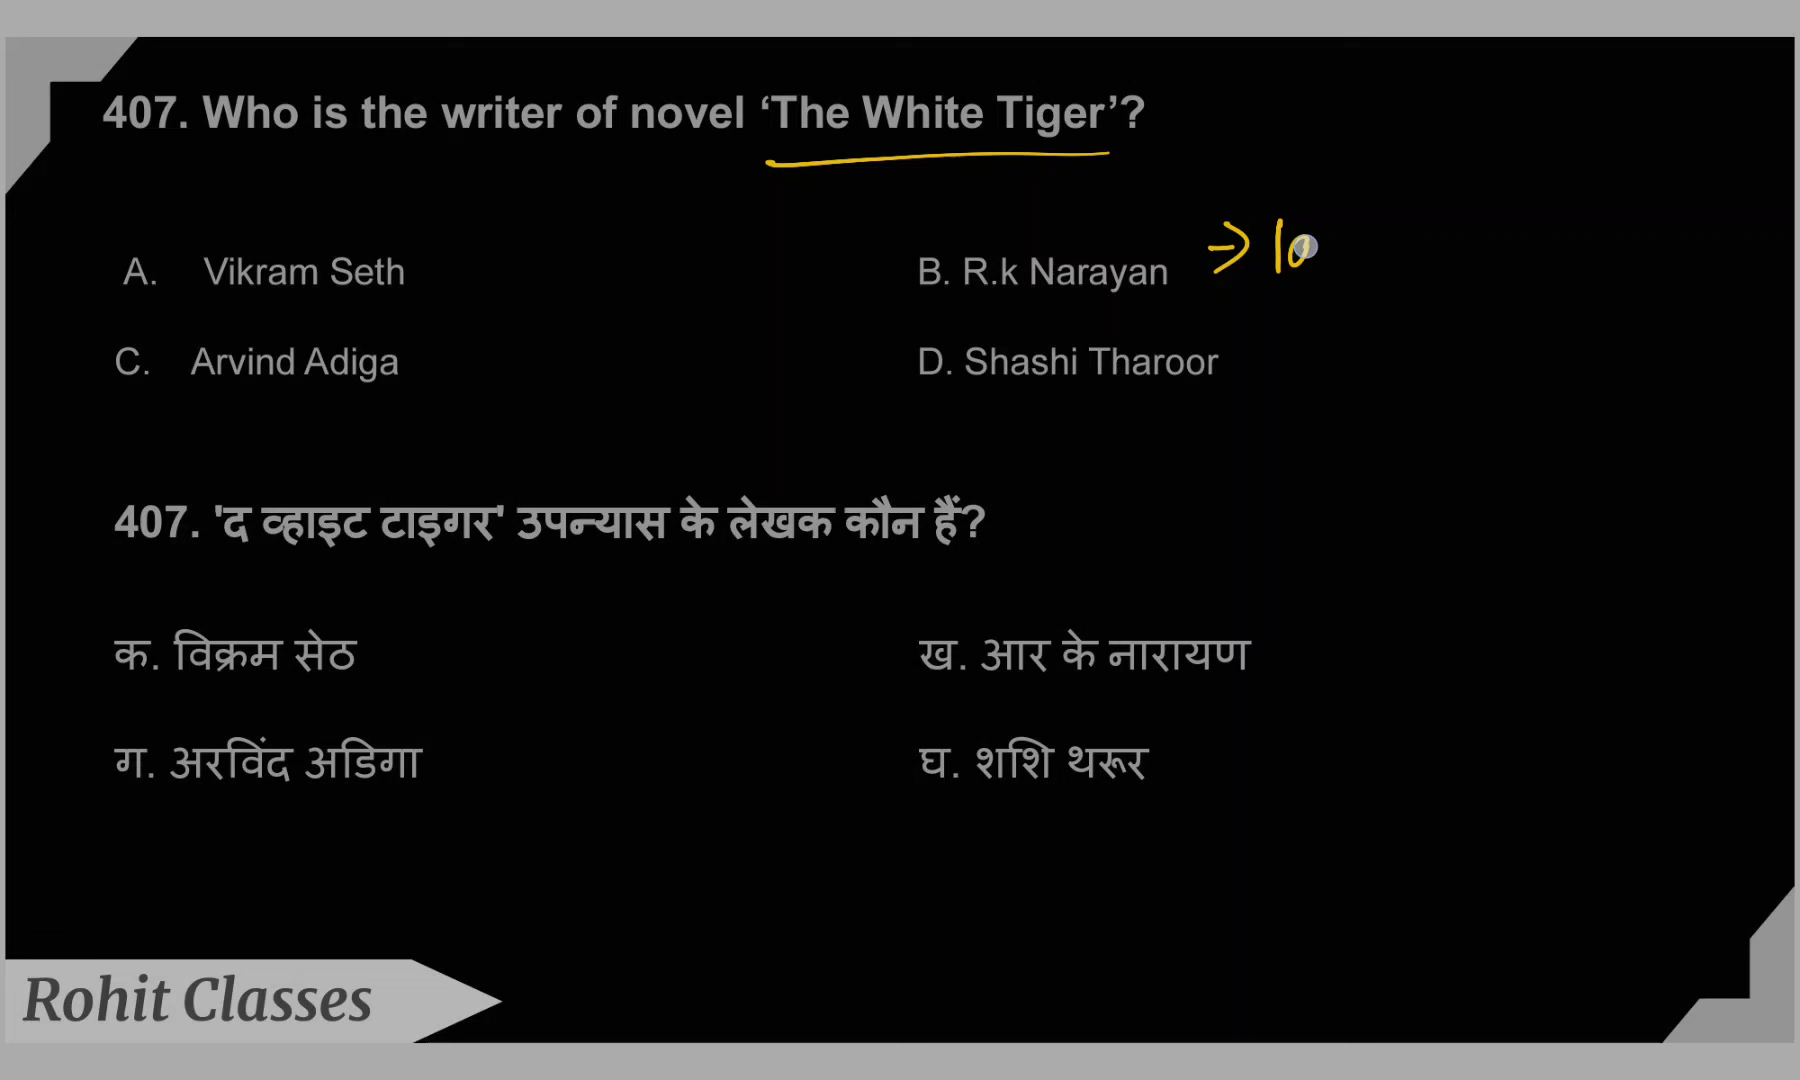 407. Who is the writer of novel ‘The White Tiger’?
A. Vikram Seth
B. R.k Narayan → 10
C. Arvind Adiga
D. Shashi Tharoor
407. 'द व्हाइट टाइगर' उपन्यास के लेखक कौन हैं?
क. विक्रम सेठ
ख. आर के नारायण
ग. अरविंद अडिगा
घ. शशि थरूर
Rohit Classes